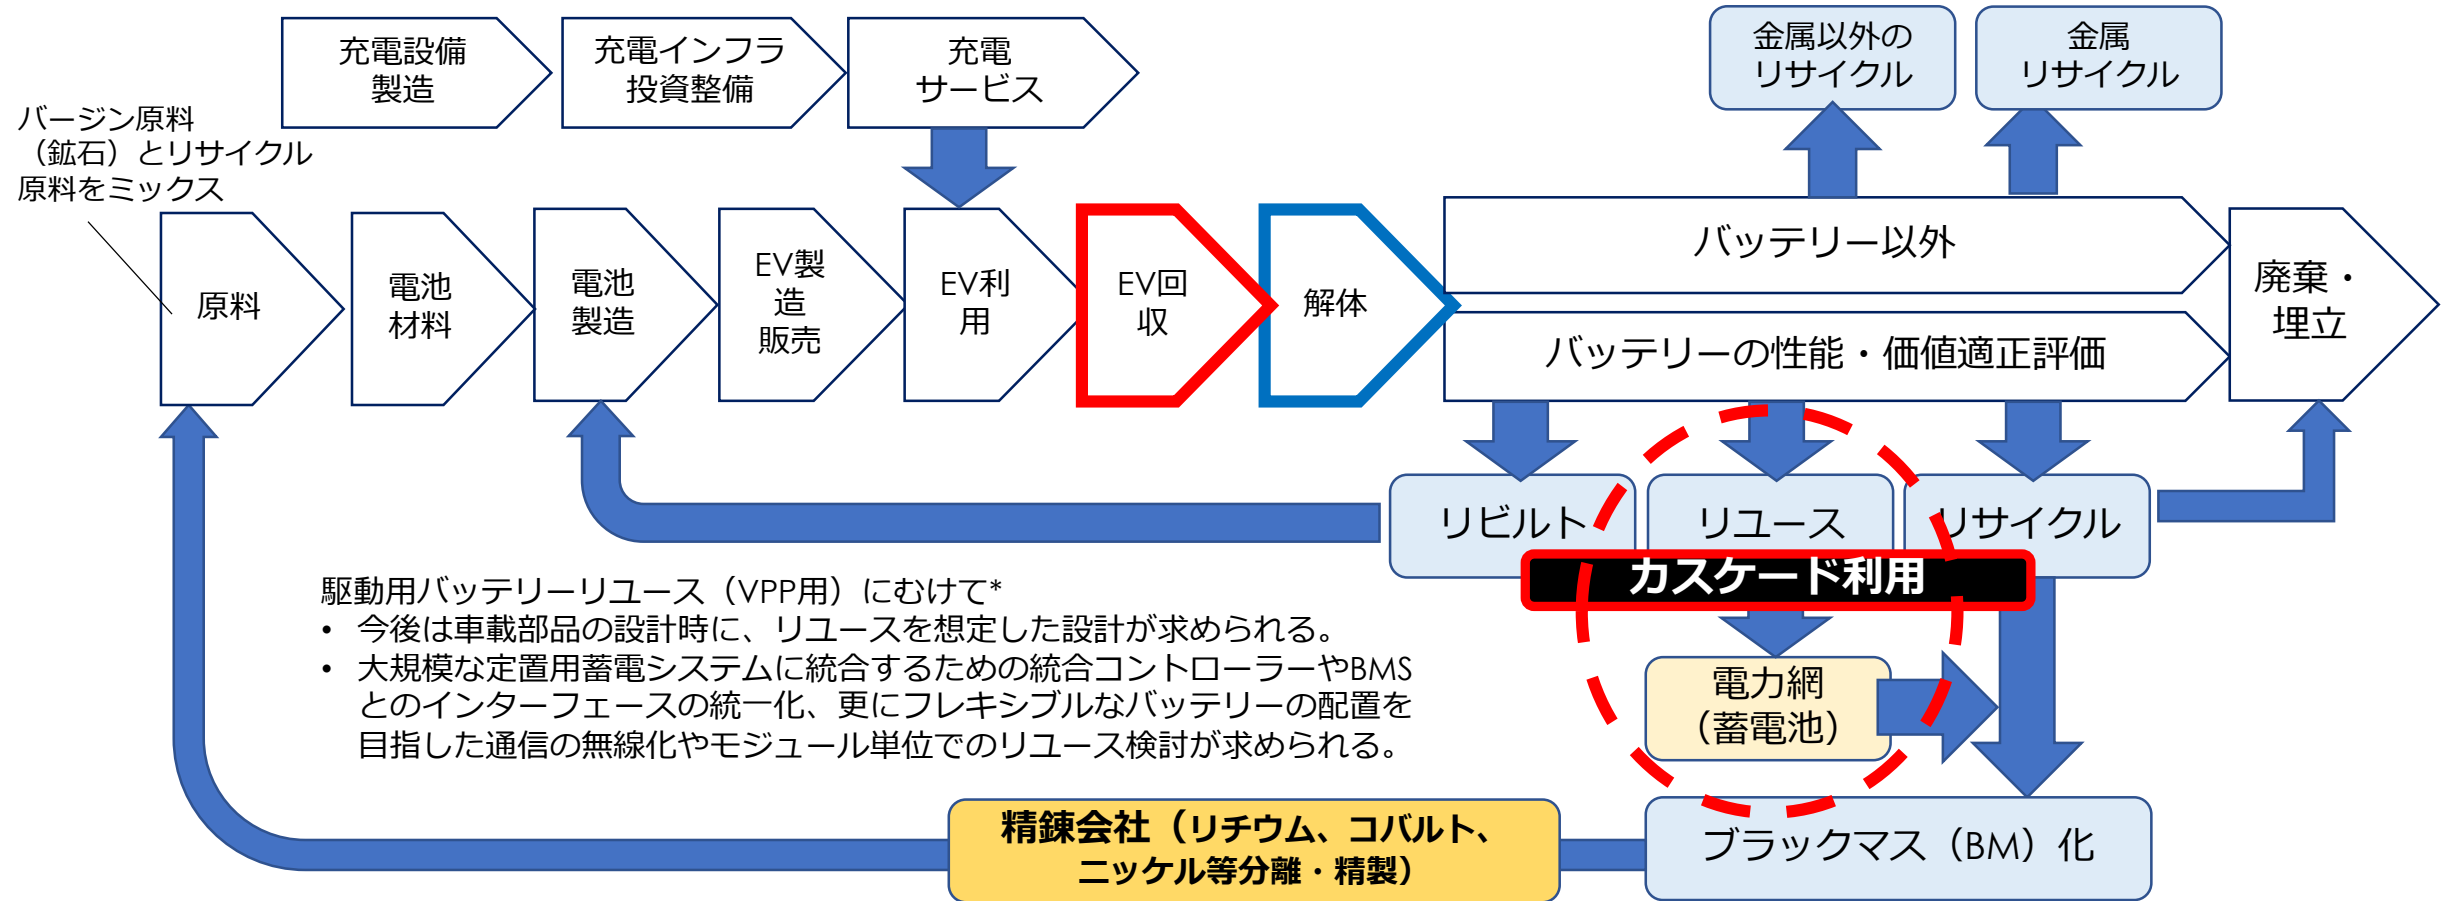 充電設備
製造
充電インフラ
投資整備
充電
サービス
金属以外の
リサイクル
金属
リサイクル
バージン原料
（鉱石）とリサイクル
原料をミックス
原料
電池
材料
電池
製造
EV製
造
販売
EV利
用
EV回
収
解体
バッテリー以外
バッテリーの性能・価値適正評価
廃棄・
埋立
リビルト
リユース
リサイクル
カスケード利用
駆動用バッテリーリユース（VPP用）にむけて*
• 今後は車載部品の設計時に、リユースを想定した設計が求められる。
• 大規模な定置用蓄電システムに統合するための統合コントローラーやBMS
とのインターフェースの統一化、更にフレキシブルなバッテリーの配置を
目指した通信の無線化やモジュール単位でのリユース検討が求められる。
電力網
（蓄電池）
精錬会社（リチウム、コバルト、
ニッケル等分離・精製）
ブラックマス（BM）化